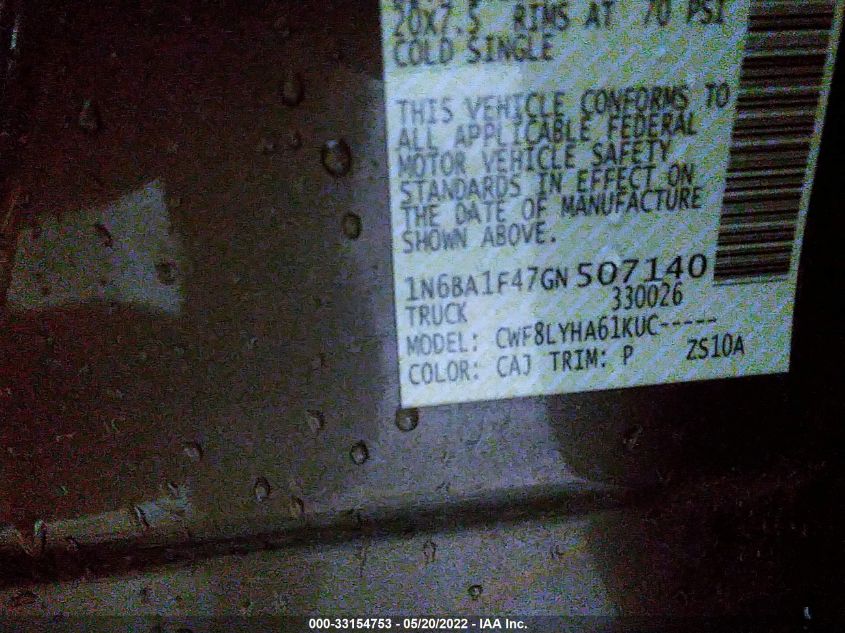 20X7.5 RIMS AT 70 PSI
COLD SINGLE
THIS VEHICLE CONFORMS TO
ALL APPLICABLE FEDERAL
MOTOR VEHICLE SAFETY
STANDARDS IN EFFECT ON
THE DATE OF MANUFACTURE
SHOWN ABOVE.
1N6BA1F47GN507140
TRUCK 330026
MODEL: CWF8LYHA61KUC-----
COLOR: CAJ TRIM: P ZS10A
000-33154753 - 05/20/2022 - IAA Inc.